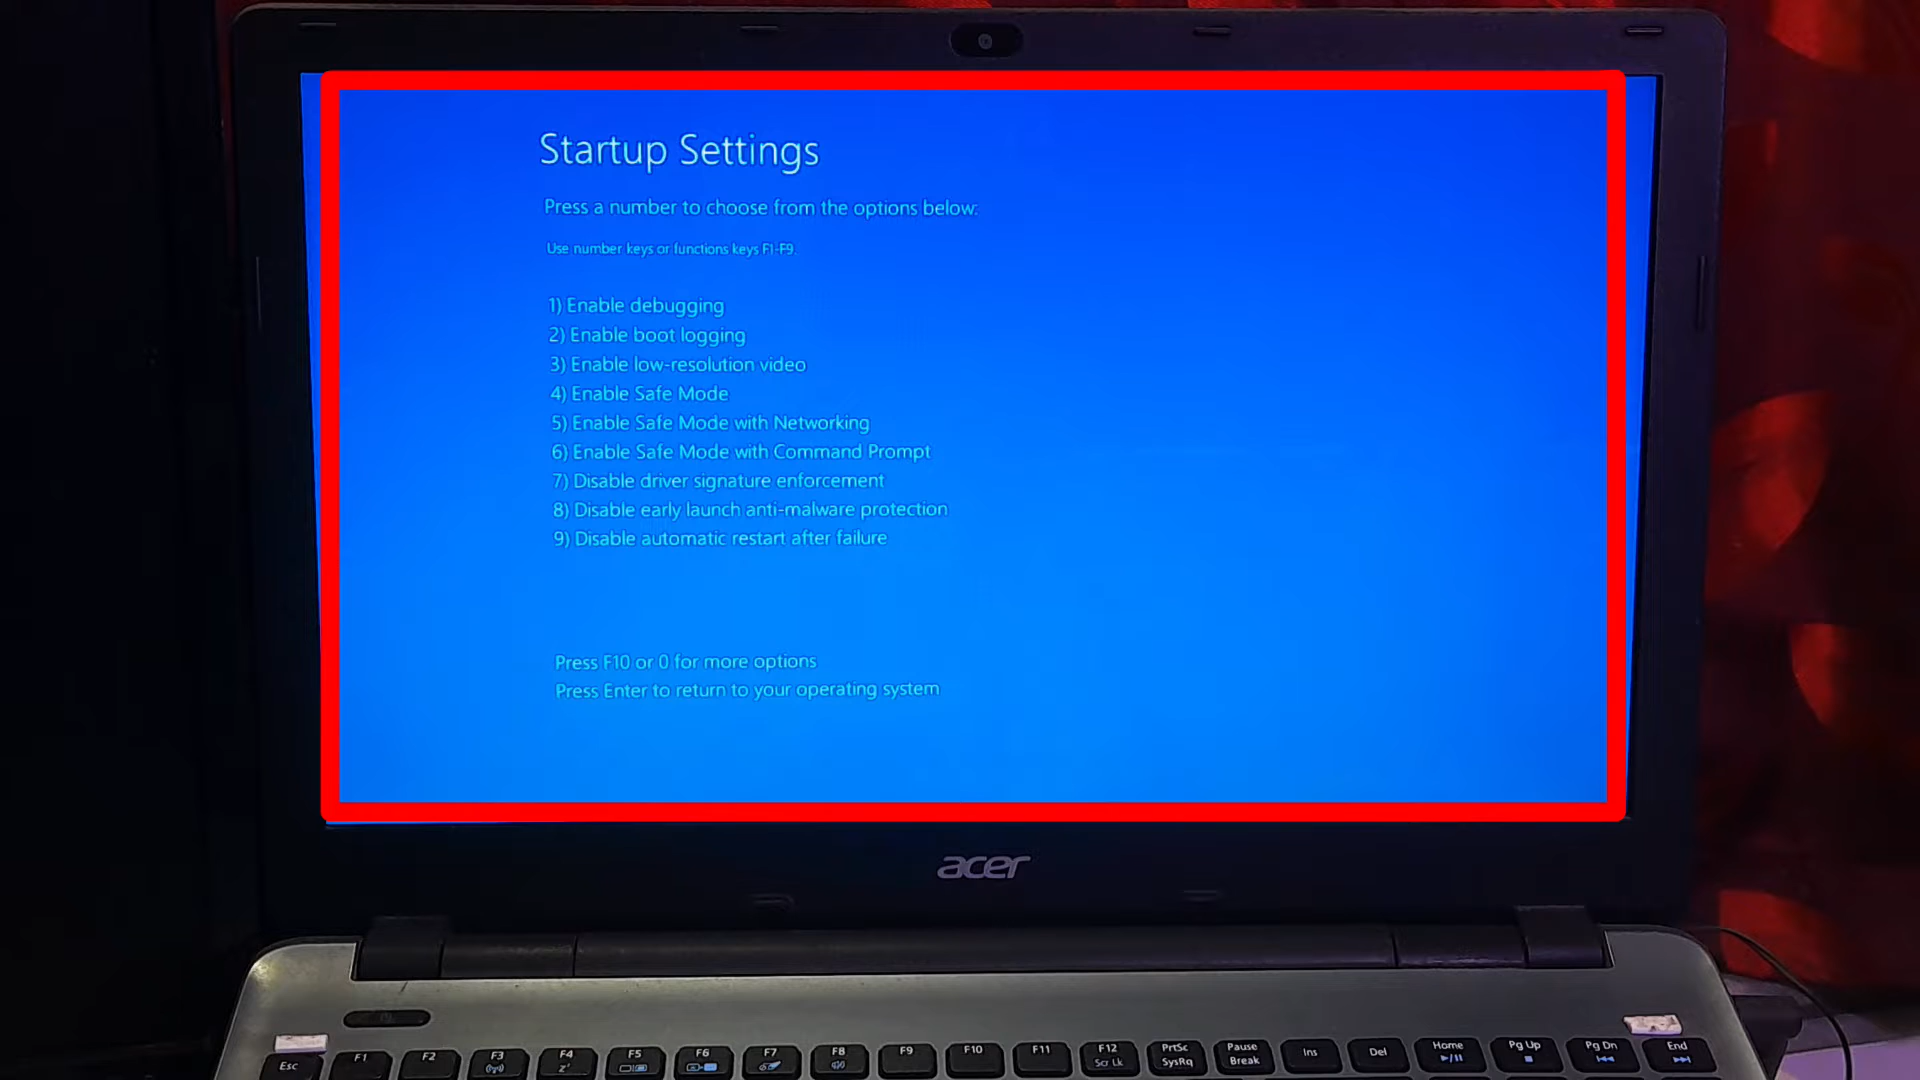 Startup Settings
Press a number to choose from the options below:
Use number keys or functions keys F1-F9.
1) Enable debugging
2) Enable boot logging
3) Enable low-resolution video
4) Enable Safe Mode
5) Enable Safe Mode with Networking
6) Enable Safe Mode with Command Prompt
7) Disable driver signature enforcement
8) Disable early launch anti-malware protection
9) Disable automatic restart after failure
Press F10 or 0 for more options
Press Enter to return to your operating system
acer
Esc F1 F2 F3 F4 F5 F6 F7 F8 F9 F10 F11 F12 PrtSc Pause Ins Del Home Pg Up Pg Dn End
zᶻ Scr Lk SysRq Break